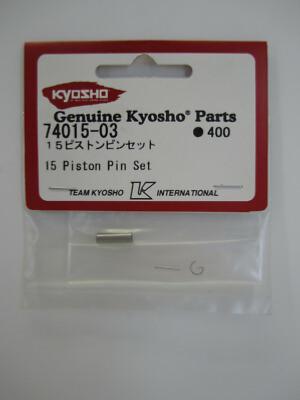 KYOSHO
Genuine Kyosho® Parts
74015-03 ●400
15ピストンピンセット
15 Piston Pin Set
TEAM KYOSHO K INTERNATIONAL